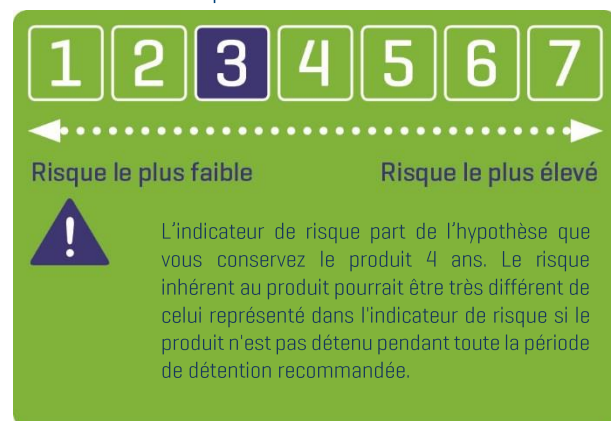 1 2 3 4 5 6 7
Risque le plus faible Risque le plus élevé
!
L'indicateur de risque part de l'hypothèse que
vous conservez le produit 4 ans. Le risque
inhérent au produit pourrait être très différent de
celui représenté dans l'indicateur de risque si le
produit n'est pas détenu pendant toute la période
de détention recommandée.